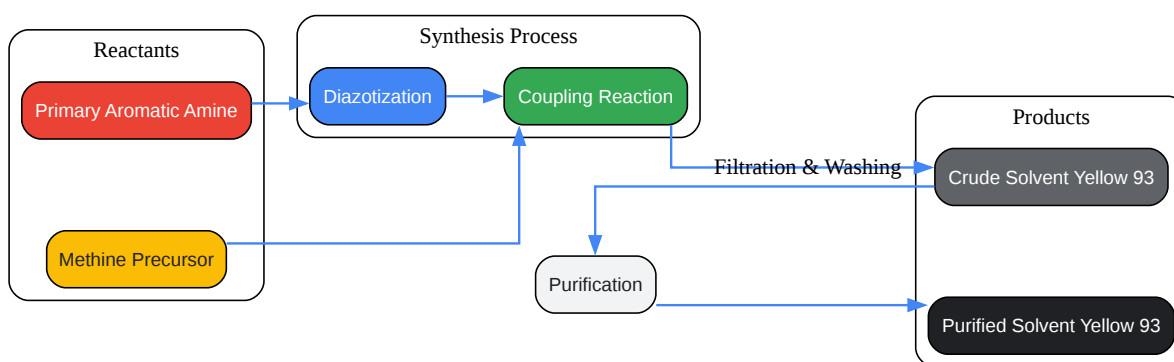 Reactants
Synthesis Process
Primary Aromatic Amine
Diazotization
Coupling Reaction
Products
Filtration & Washing
Crude Solvent Yellow 93
Methine Precursor
Purification
Purified Solvent Yellow 93